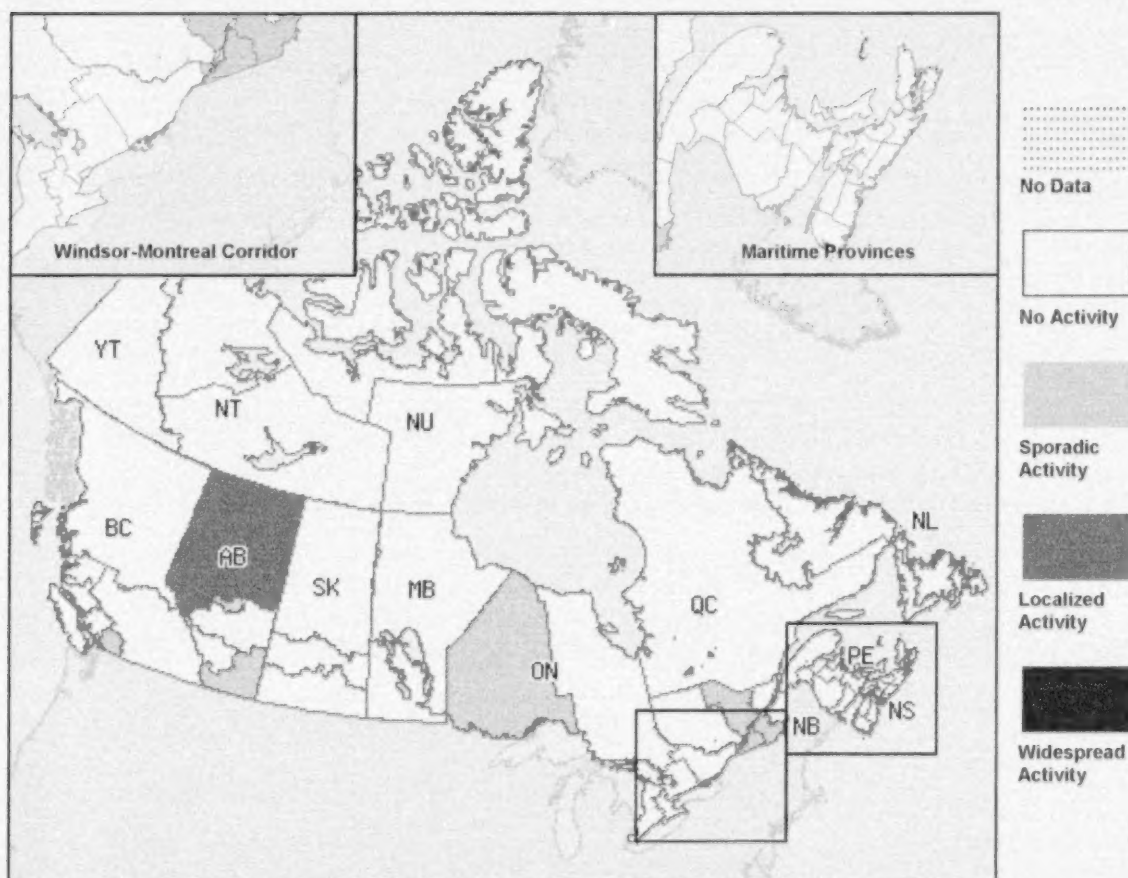 Windsor-Montreal Corridor
Maritime Provinces
No Data
No Activity
Sporadic
Activity
Localized
Activity
Widespread
Activity
YT
NT
NU
BC
AB
SK
MB
ON
QC
NL
PE
NB
NS